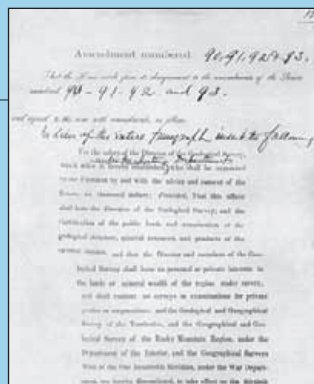 Amendment numbered 90, 91, 92 & 93.
That the House recede from its disagreement to the amendments of the Senate
numbered 90 – 91 – 92 and 93.
and agreed to the same with amendments, as follows:
In lieu of the entire paragraph insert the following
For the salary of the Director of the Geological Survey,
under the Interior Department
which office is hereby established, who shall be appointed
by the President by and with the advice and consent of the
Senate, six thousand dollars: Provided, That this officer
shall have the direction of the Geological Survey, and the
classification of the public lands and examination of the
geological structure, mineral resources, and products of the
national domain, and that the Director and members of the Geo-
logical Survey shall have no personal or private interests in
the lands or mineral wealth of the region under survey,
and shall execute no surveys or examinations for private
parties or corporations; and the Geological and Geographical
Survey of the Territories, and the Geographical and Geo-
logical Survey of the Rocky Mountain Region, under the
Department of the Interior, and the Geographical Surveys
West of the One Hundredth Meridian, under the War Depart-
ment, are hereby discontinued, to take effect on the thirtieth